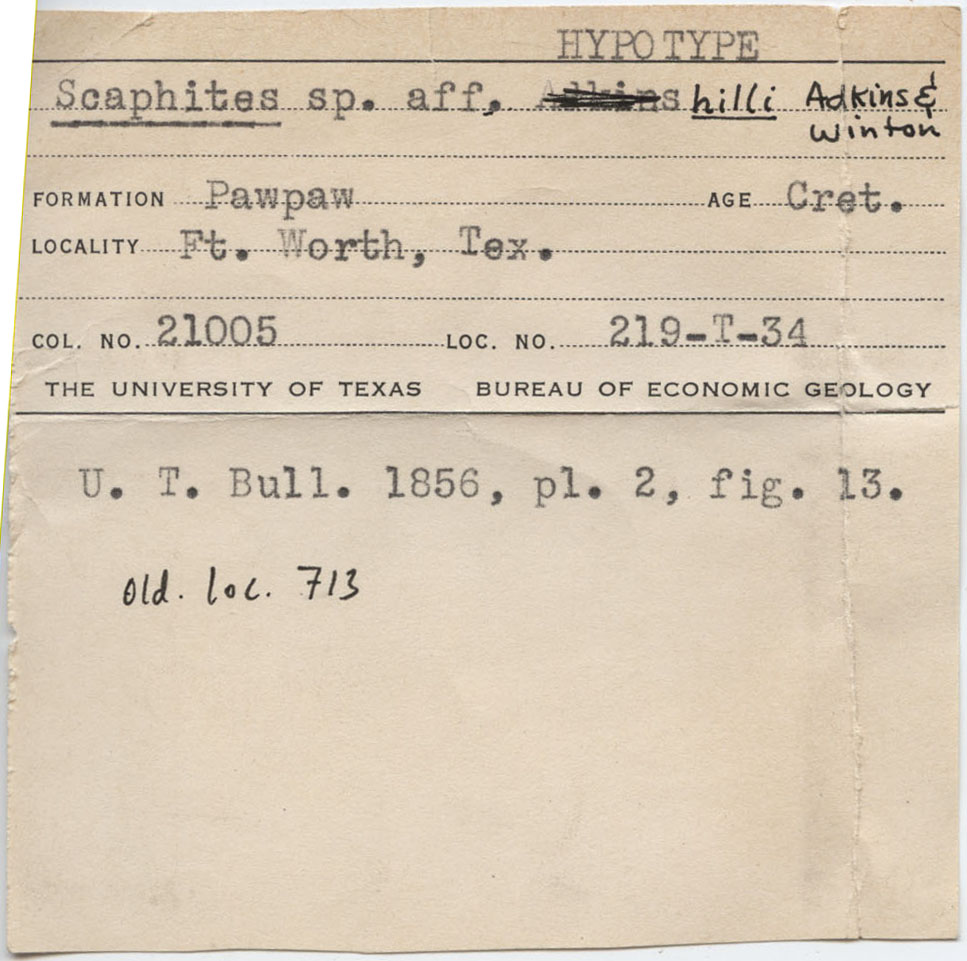 HYPOTYPE
Scaphites sp. aff. Adkins hilli Adkins &
Winton
FORMATION Pawpaw AGE Cret.
LOCALITY Ft. Worth, Tex.
COL. NO. 21005 LOC. NO. 219-T-34
THE UNIVERSITY OF TEXAS BUREAU OF ECONOMIC GEOLOGY
U. T. Bull. 1856, pl. 2, fig. 13.
old. loc. 713